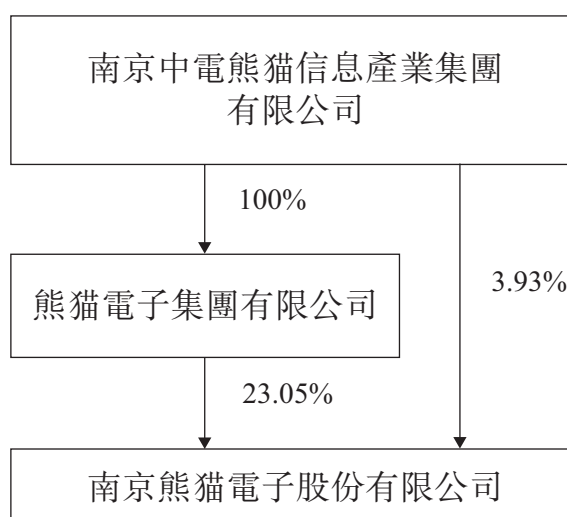 南京中電熊猫信息產業集團
有限公司
100%
3.93%
熊猫電子集團有限公司
23.05%
南京熊猫電子股份有限公司